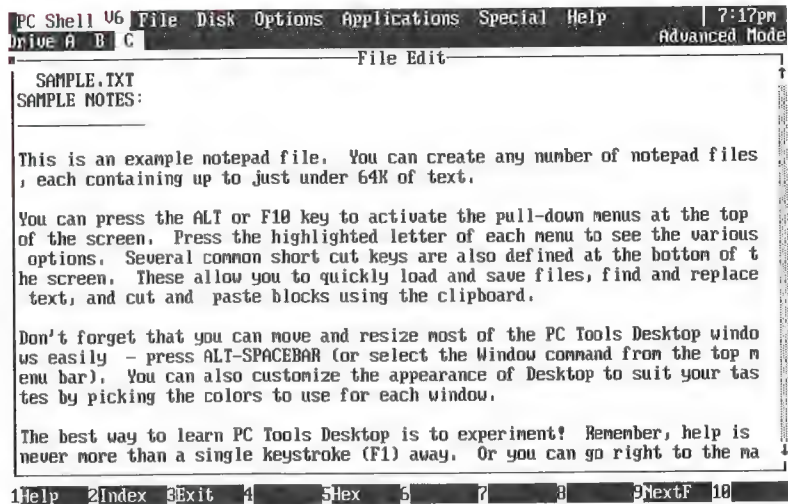 PC Shell V6 File Disk Options Applications Special Help 7:17pm
Drive A B C Advanced Mode
File Edit
SAMPLE.TXT
SAMPLE NOTES:
This is an example notepad file. You can create any number of notepad files
, each containing up to just under 64K of text.
You can press the ALT or F10 key to activate the pull-down menus at the top
of the screen. Press the highlighted letter of each menu to see the various
options. Several common short cut keys are also defined at the bottom of t
he screen. These allow you to quickly load and save files, find and replace
text, and cut and paste blocks using the clipboard.
Don't forget that you can move and resize most of the PC Tools Desktop windo
ws easily - press ALT-SPACEBAR (or select the Window command from the top m
enu bar). You can also customize the appearance of Desktop to suit your tas
tes by picking the colors to use for each window.
The best way to learn PC Tools Desktop is to experiment! Remember, help is
never more than a single keystroke (F1) away. Or you can go right to the ma
1Help 2Index 3Exit 4 5Hex 6 7 8 9NextF 10